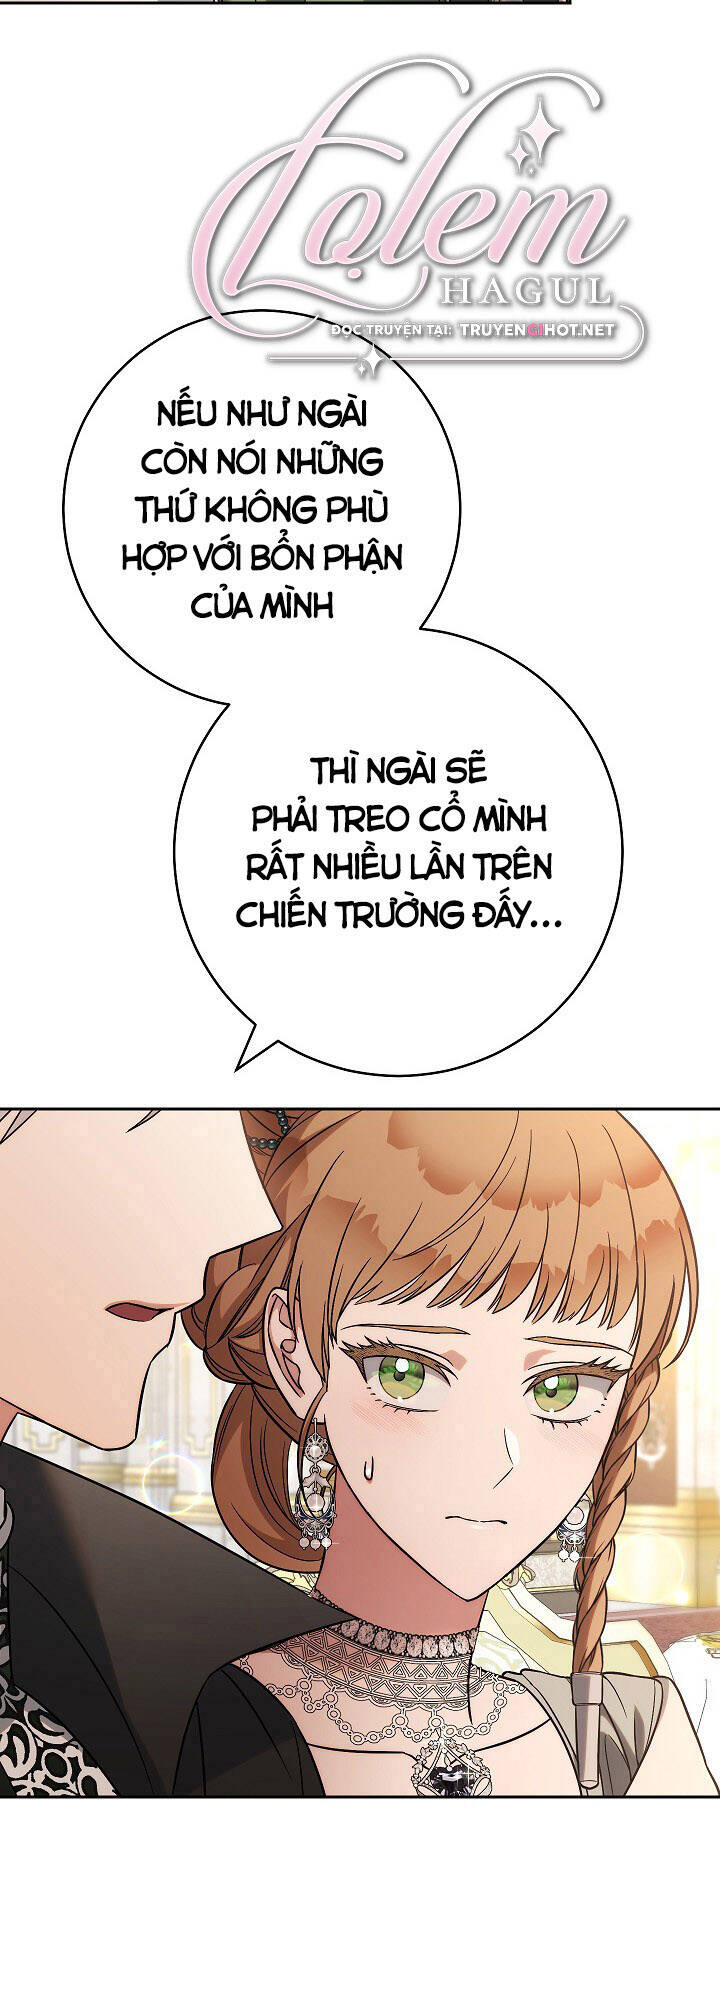 Lọlem
HAGUL
ĐỌC TRUYỆN TẠI: TRUYENGIHOT.NET
NẾU NHƯ NGÀI
CÒN NÓI NHỮNG
THỨ KHÔNG PHÙ
HỢP VỚI BỔN PHẬN
CỦA MÌNH
THÌ NGÀI SẼ
PHẢI TREO CỔ MÌNH
RẤT NHIỀU LẦN TRÊN
CHIẾN TRƯỜNG ĐẤY...